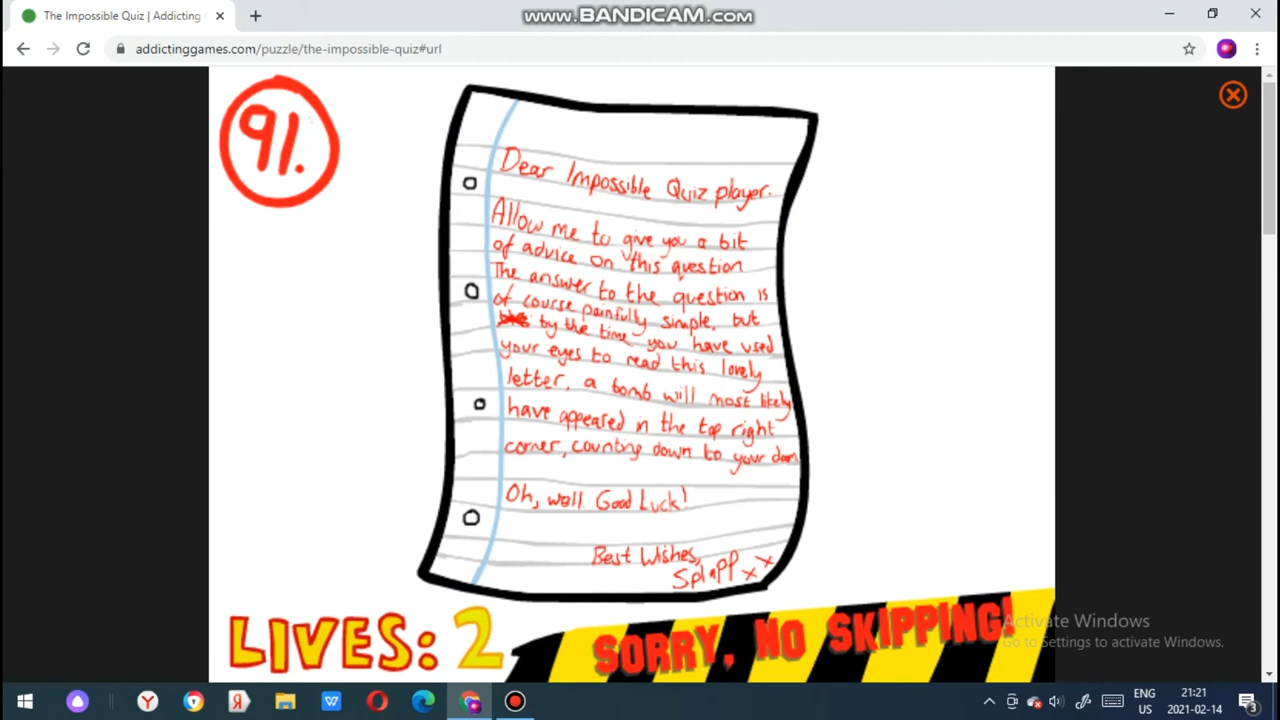 The Impossible Quiz | Addicting
www.BANDICAM.com
addictinggames.com/puzzle/the-impossible-quiz#url
91.
Dear Impossible Quiz player.
Allow me to give you a bit
of advice on this question
The answer to the question is
of course painfully simple, but
by the time you have used
your eyes to read this lovely
letter, a bomb will most likely
have appeared in the top right
corner, counting down to your doom
Oh, well Good Luck!
Best Wishes,
Splapp
x x
LIVES: 2
SORRY, NO SKIPPING!
Activate Windows
Go to Settings to activate Windows.
ENG
US
21:21
2021-02-14
3